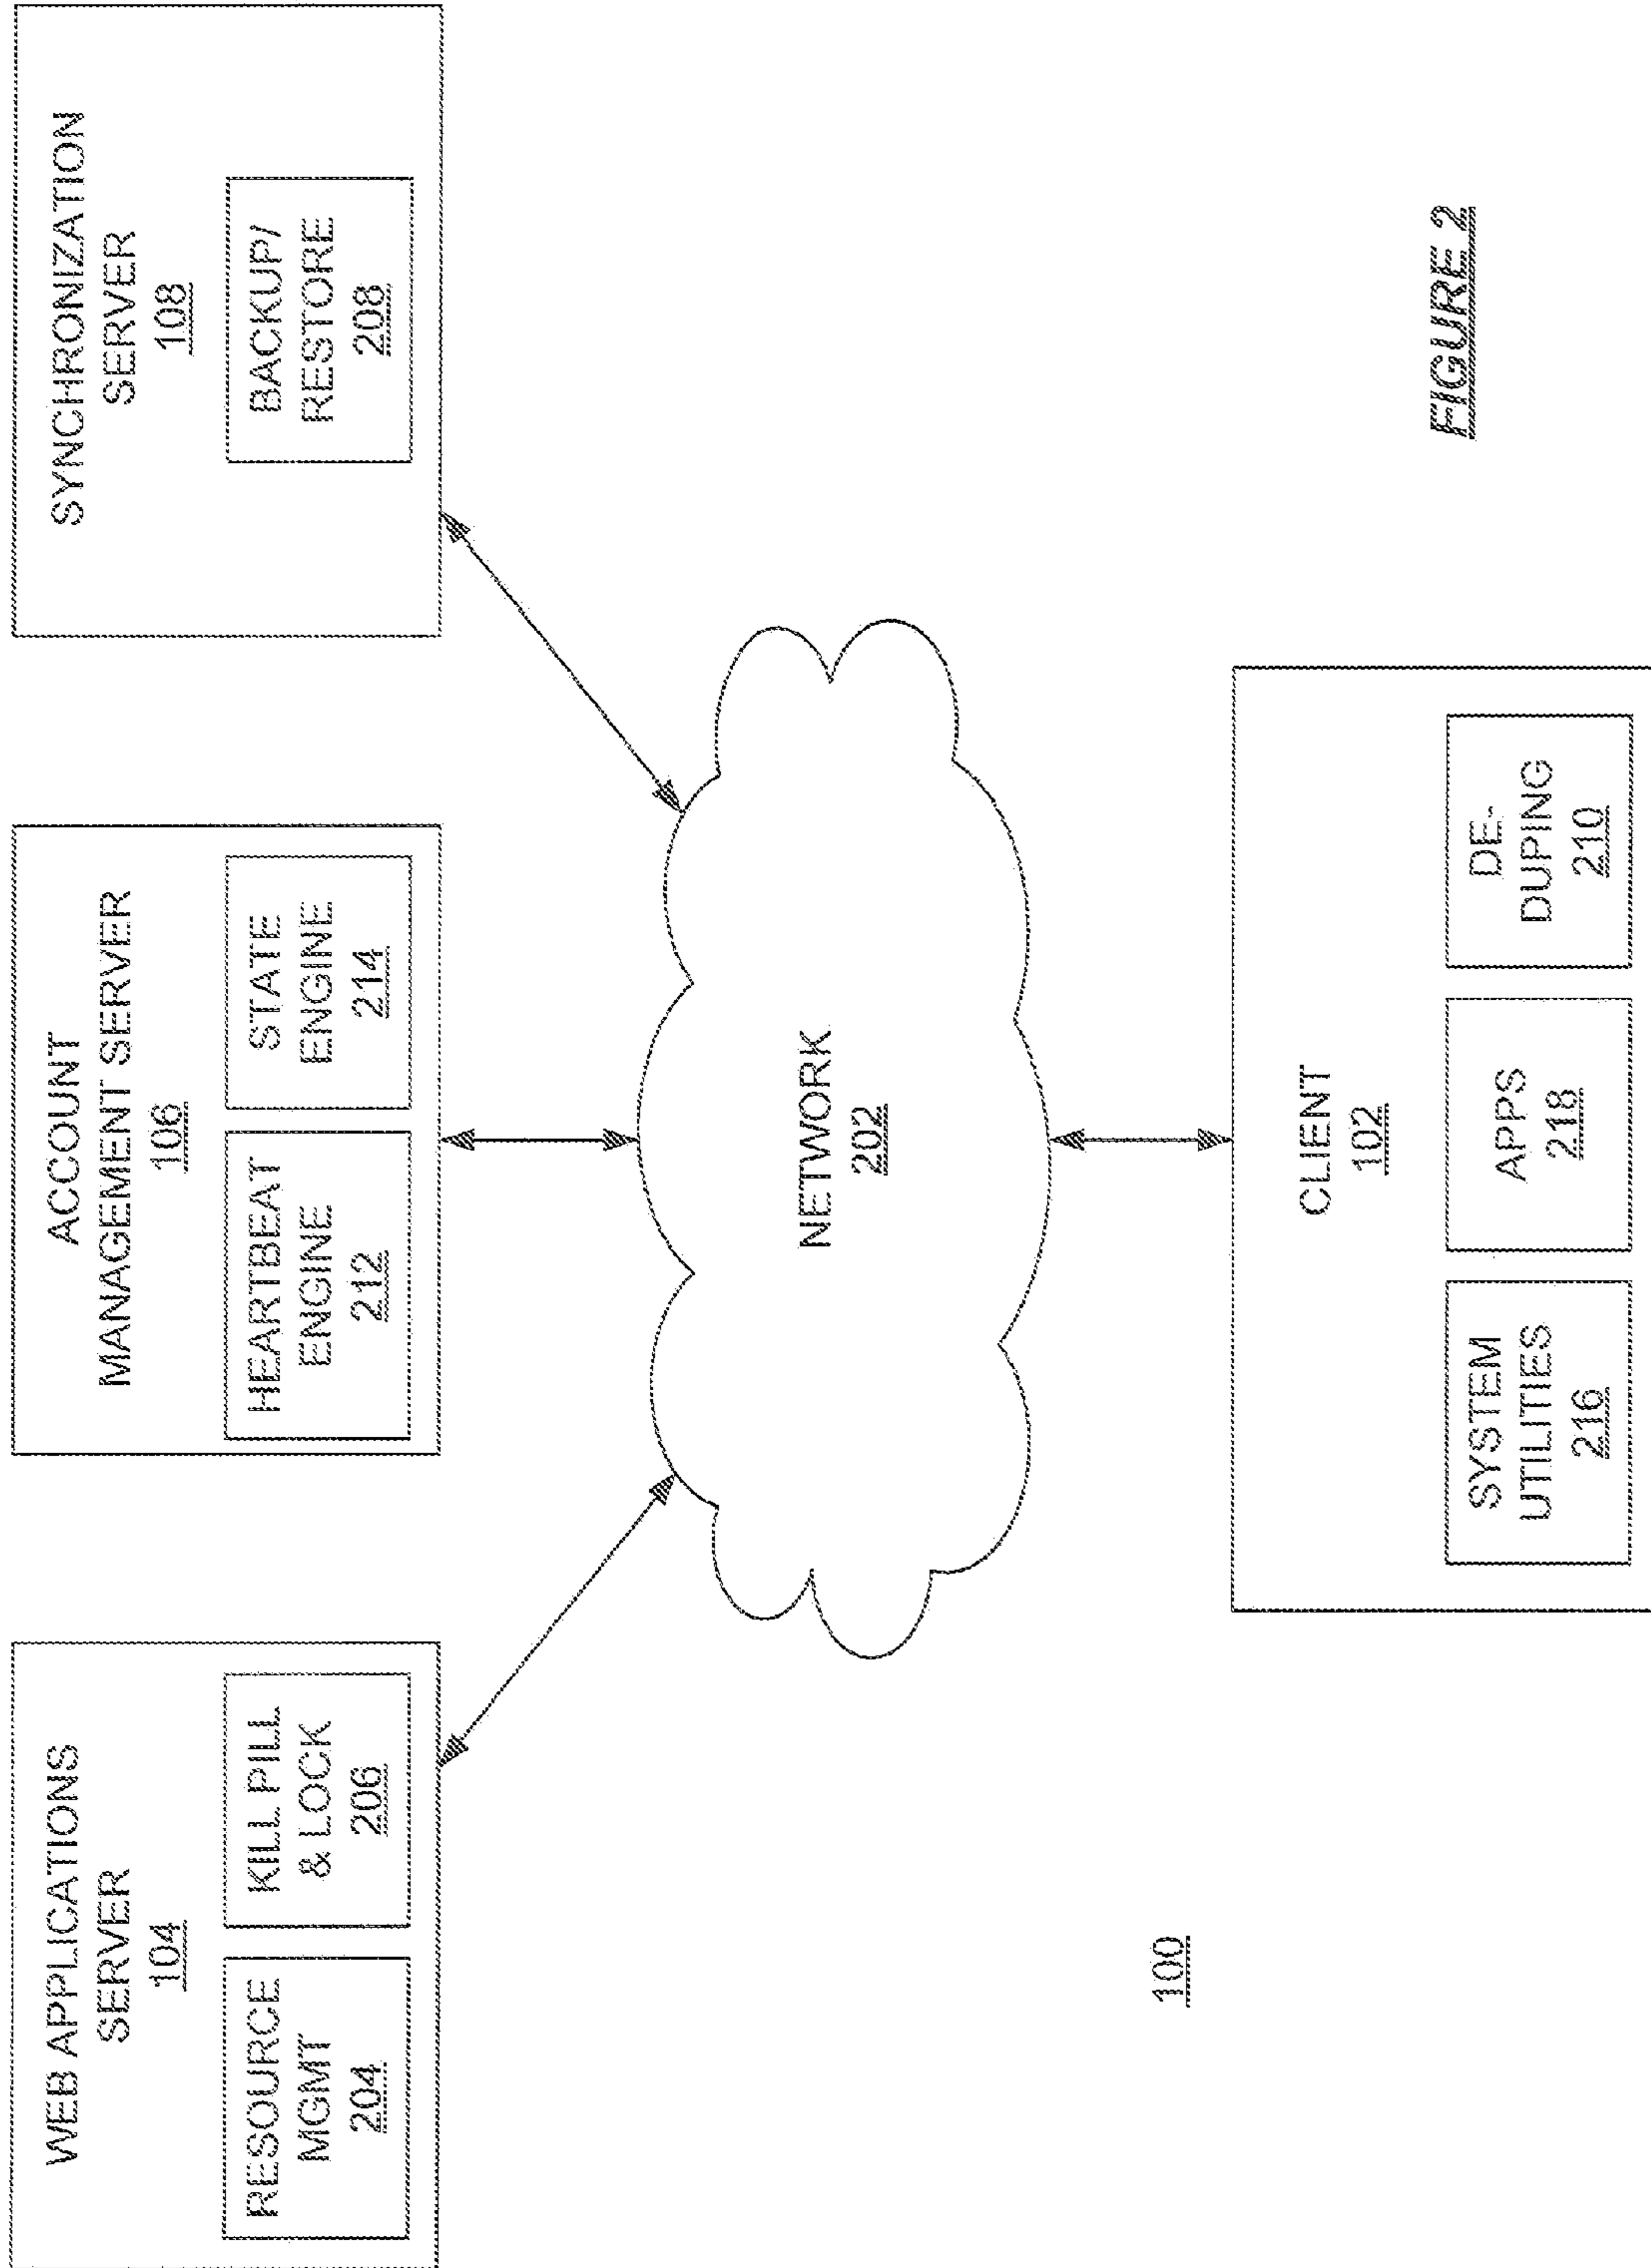 WEB APPLICATIONS
SERVER
104
RESOURCE
MGMT
204
KILL PILL
& LOCK
206
ACCOUNT
MANAGEMENT SERVER
106
HEARTBEAT
ENGINE
212
STATE
ENGINE
214
SYNCHRONIZATION
SERVER
108
BACKUP/
RESTORE
208
NETWORK
202
100
CLIENT
102
SYSTEM
UTILITIES
216
APPS
218
DE-
DUPING
210
FIGURE 2